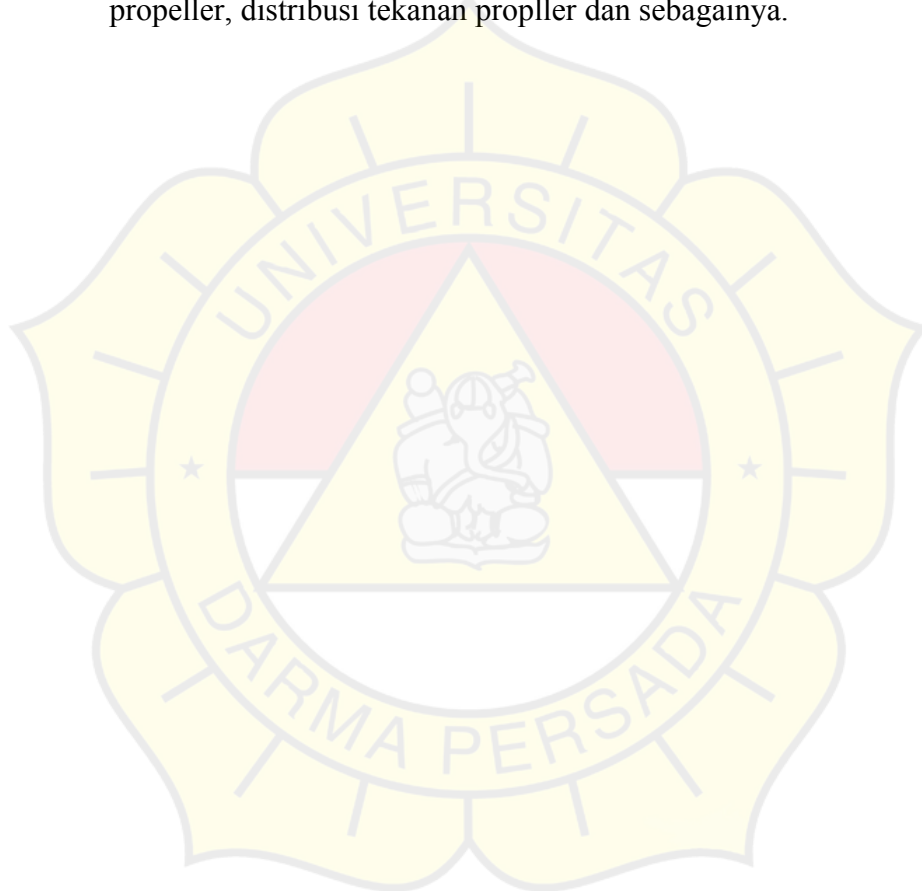 propeller, distribusi tekanan propller dan sebagainya.
UNIVERSITAS
DARMA PERSADA